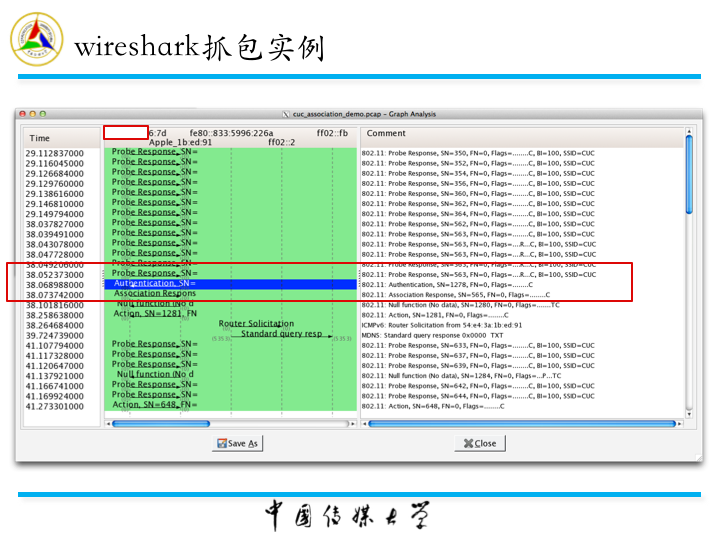 wireshark抓包实例
cuc_association_demo.pcap - Graph Analysis
Time
6:7d fe80::833:5996:226a ff02::fb
Apple_1b:ed:91 ff02::2
Comment
29.112837000 Probe Response, SN= 802.11: Probe Response, SN=350, FN=0, Flags=........C, BI=100, SSID=CUC
29.116045000 Probe Response, SN= 802.11: Probe Response, SN=352, FN=0, Flags=........C, BI=100, SSID=CUC
29.126684000 Probe Response, SN= 802.11: Probe Response, SN=354, FN=0, Flags=........C, BI=100, SSID=CUC
29.129760000 Probe Response, SN= 802.11: Probe Response, SN=356, FN=0, Flags=........C, BI=100, SSID=CUC
29.138616000 Probe Response, SN= 802.11: Probe Response, SN=360, FN=0, Flags=........C, BI=100, SSID=CUC
29.146810000 Probe Response, SN= 802.11: Probe Response, SN=362, FN=0, Flags=........C, BI=100, SSID=CUC
29.149794000 Probe Response, SN= 802.11: Probe Response, SN=364, FN=0, Flags=........C, BI=100, SSID=CUC
38.037827000 Probe Response, SN= 802.11: Probe Response, SN=562, FN=0, Flags=........C, BI=100, SSID=CUC
38.039491000 Probe Response, SN= 802.11: Probe Response, SN=563, FN=0, Flags=........C, BI=100, SSID=CUC
38.043078000 Probe Response, SN= 802.11: Probe Response, SN=563, FN=0, Flags=....R...C, BI=100, SSID=CUC
38.047728000 Probe Response, SN= 802.11: Probe Response, SN=563, FN=0, Flags=....R...C, BI=100, SSID=CUC
38.049206000 Probe Response, SN= 802.11: Probe Response, SN=563, FN=0, Flags=....R...C, BI=100, SSID=CUC
38.052373000 Probe Response, SN= 802.11: Probe Response, SN=563, FN=0, Flags=....R...C, BI=100, SSID=CUC
38.068988000 Authentication, SN= 802.11: Authentication, SN=1278, FN=0, Flags=........C
38.073742000 Association Respons 802.11: Association Response, SN=565, FN=0, Flags=........C
38.101816000 Null function (No d 802.11: Null function (No data), SN=1280, FN=0, Flags=.......TC
38.258638000 Action, SN=1281, FN 802.11: Action, SN=1281, FN=0, Flags=........C
38.264684000 Router Solicitation ICMPv6: Router Solicitation from 54:e4:3a:1b:ed:91
39.724739000 (5353) Standard query resp (5353) MDNS: Standard query response 0x0000 TXT
41.107794000 Probe Response, SN= 802.11: Probe Response, SN=633, FN=0, Flags=........C, BI=100, SSID=CUC
41.117328000 Probe Response, SN= 802.11: Probe Response, SN=637, FN=0, Flags=........C, BI=100, SSID=CUC
41.120647000 Probe Response, SN= 802.11: Probe Response, SN=639, FN=0, Flags=........C, BI=100, SSID=CUC
41.137921000 Null function (No d 802.11: Null function (No data), SN=1284, FN=0, Flags=...P...TC
41.166741000 Probe Response, SN= 802.11: Probe Response, SN=642, FN=0, Flags=........C, BI=100, SSID=CUC
41.169924000 Probe Response, SN= 802.11: Probe Response, SN=644, FN=0, Flags=........C, BI=100, SSID=CUC
41.273301000 Action, SN=648, FN 802.11: Action, SN=648, FN=0, Flags=........C
Save As
Close
中国传媒大学